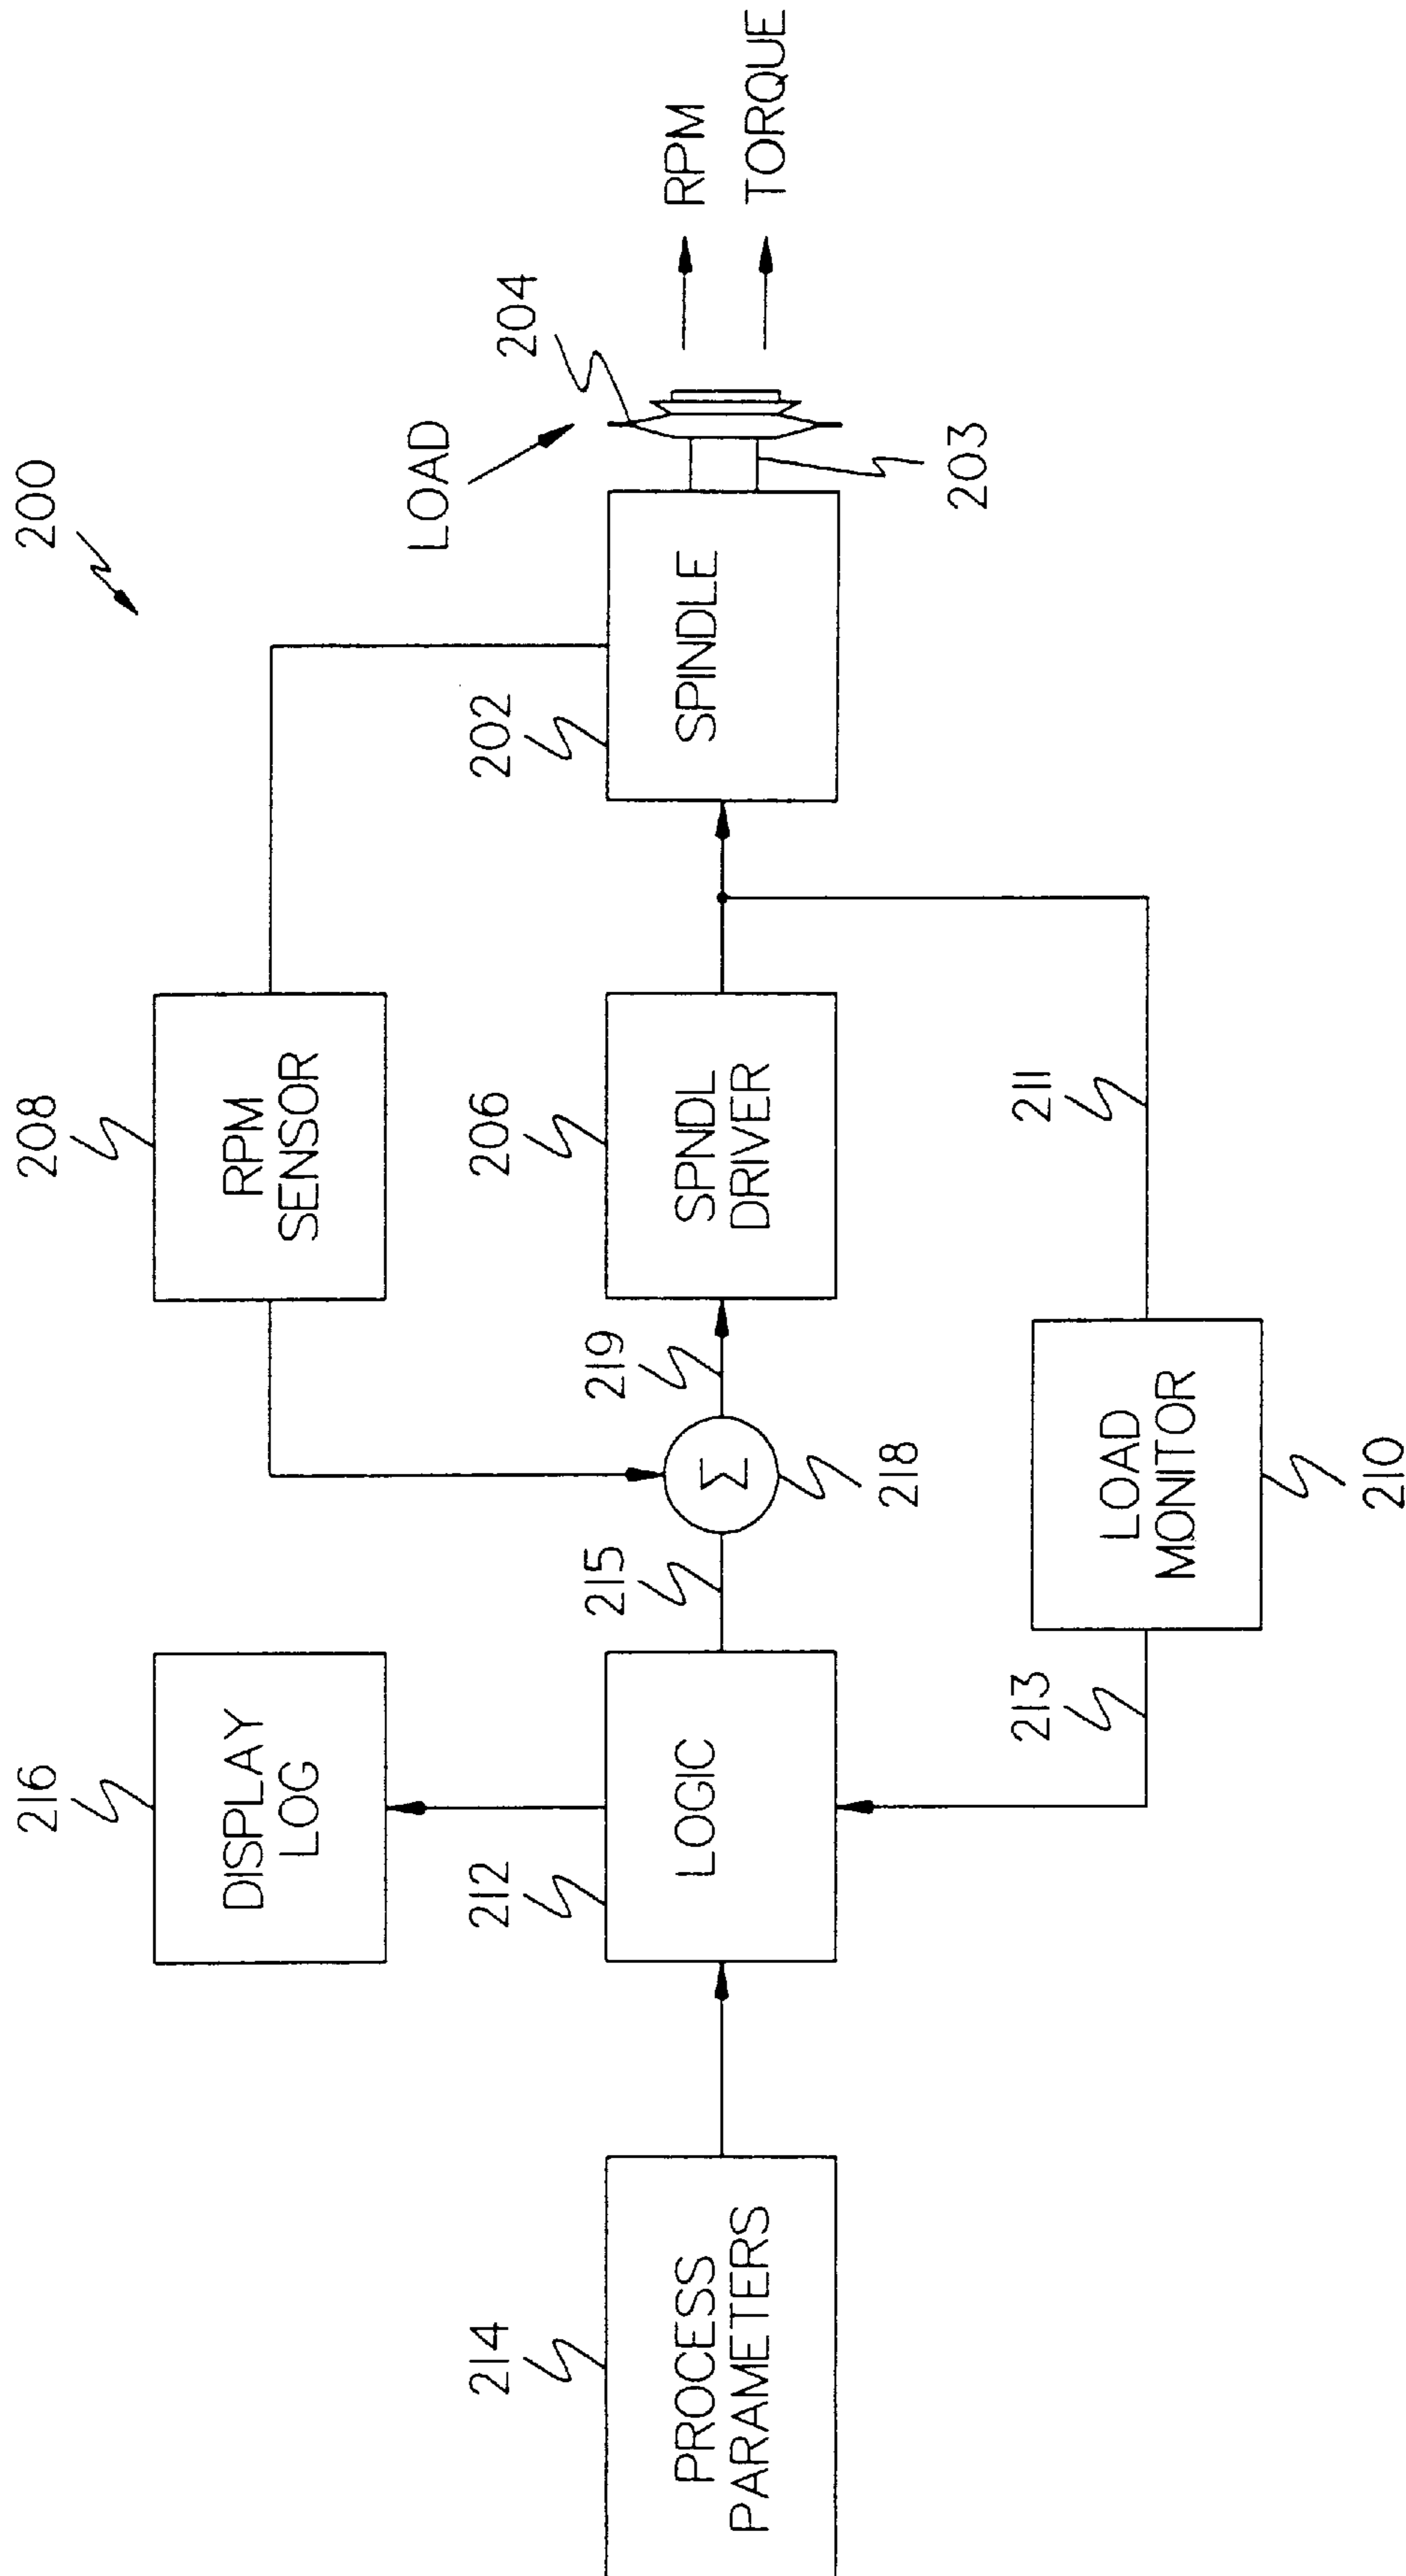 200
216
DISPLAY
LOG
208
RPM
SENSOR
LOAD
204
RPM
TORQUE
214
PROCESS
PARAMETERS
212
LOGIC
215
Σ
218
219
206
SPNDL
DRIVER
202
SPINDLE
203
213
LOAD
MONITOR
210
211